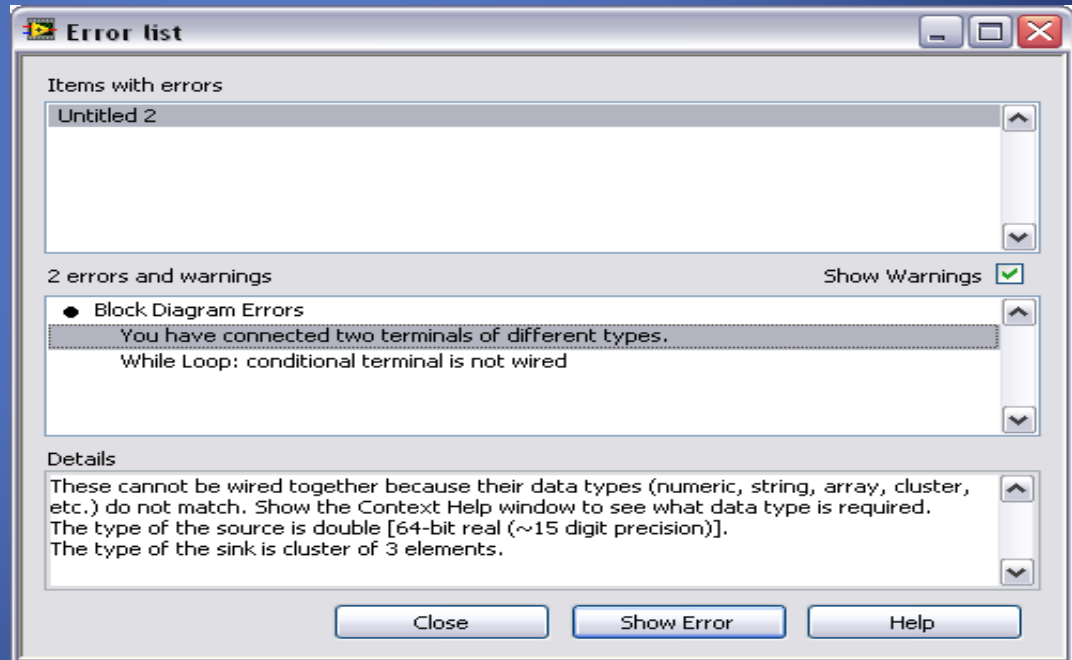 Error list
Items with errors
Untitled 2
2 errors and warnings
Show Warnings
Block Diagram Errors
You have connected two terminals of different types.
While Loop: conditional terminal is not wired
Details
These cannot be wired together because their data types (numeric, string, array, cluster,
etc.) do not match. Show the Context Help window to see what data type is required.
The type of the source is double [64-bit real (~15 digit precision)].
The type of the sink is cluster of 3 elements.
Close
Show Error
Help